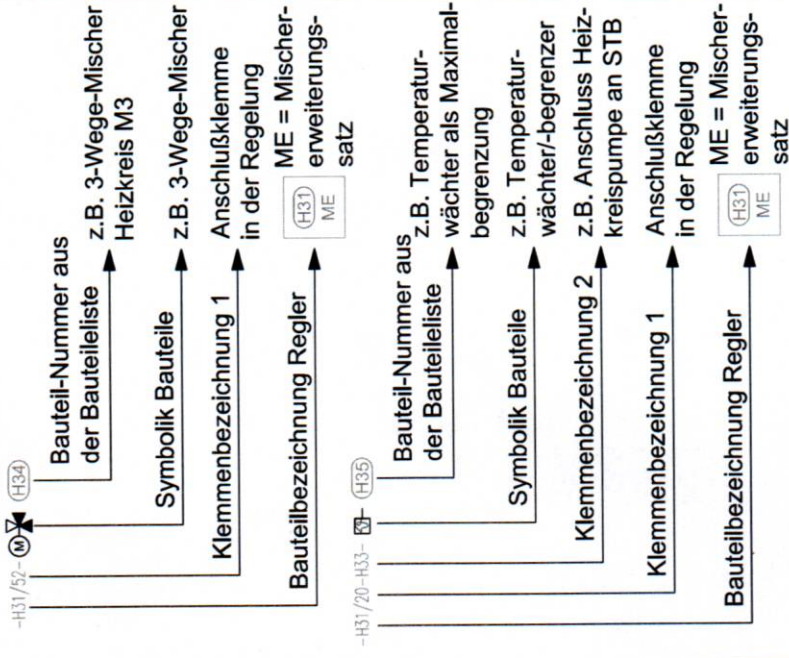 -H31/52- M H34
Bauteil-Nummer aus
der Bauteileliste
z.B. 3-Wege-Mischer
Heizkreis M3
Symbolik Bauteile
z.B. 3-Wege-Mischer
Klemmenbezeichnung 1
Anschlußklemme
in der Regelung
Bauteilbezeichnung Regler
H31
ME
ME = Mischer-
erweiterungs-
satz
-H31/20-H33- H35
Bauteil-Nummer aus
der Bauteileliste
z.B. Temperatur-
wächter als Maximal-
begrenzung
Symbolik Bauteile
z.B. Temperatur-
wächter/-begrenzer
Klemmenbezeichnung 2
z.B. Anschluss Heiz-
kreispumpe an STB
Klemmenbezeichnung 1
Anschlußklemme
in der Regelung
Bauteilbezeichnung Regler
H31
ME
ME = Mischer-
erweiterungs-
satz